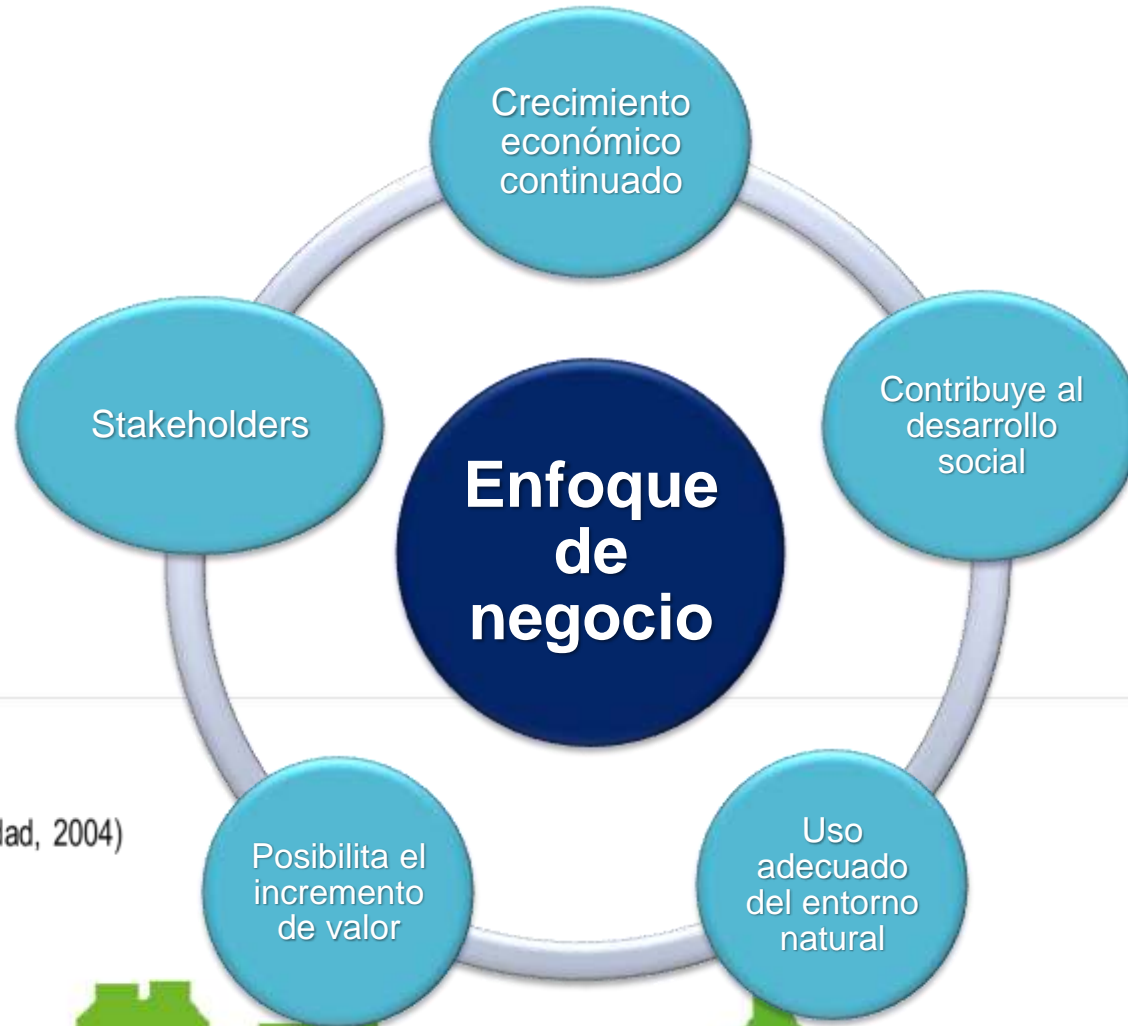 Crecimiento
económico
continuado
Contribuye al
desarrollo
social
Stakeholders
Enfoque
de
negocio
Uso
adecuado
del entorno
natural
Posibilita el
incremento
de valor
2004)